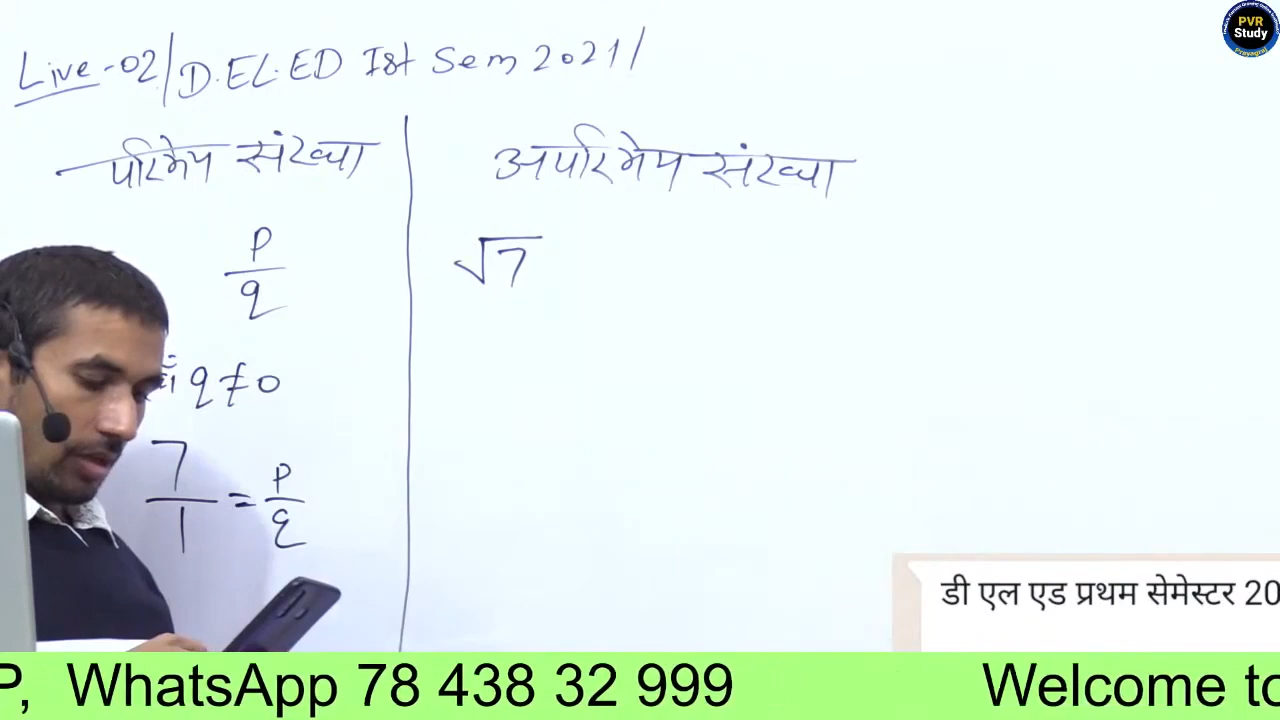 Live-02/D.EL.ED Ist Sem 2021/
परिमेय संख्या
अपरिमेय संख्या
p/q
√7
q≠0
7/1 = p/q
PVR
Study
Prayagraj
डी एल एड प्रथम सेमेस्टर 20
P, WhatsApp 78 438 32 999 Welcome to